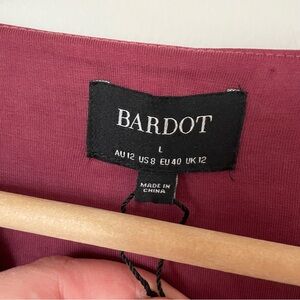 BARDOT
L
AU 12 US 8 EU 40 UK 12
MADE IN
CHINA